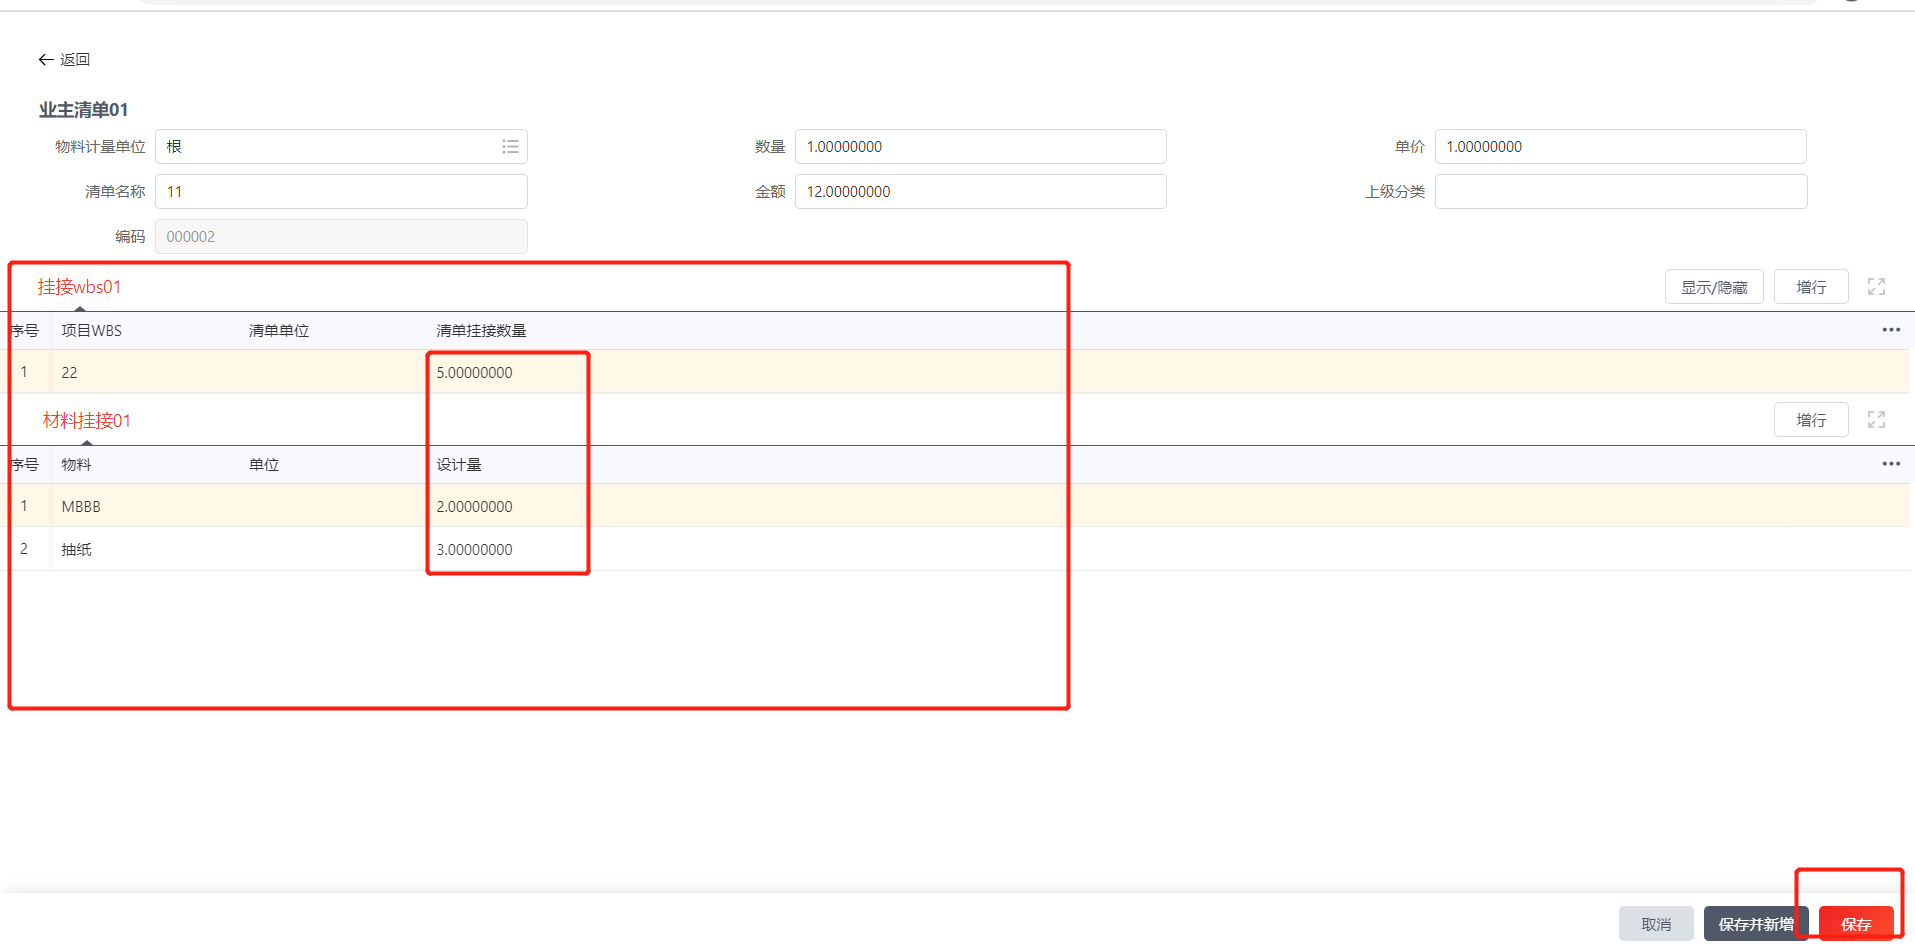 返回
业主清单01
物料计量单位 根 数量 1.00000000 单价 1.00000000
清单名称 11 金额 12.00000000 上级分类
编码 000002
挂接wbs01 显示/隐藏 增行
序号 项目WBS 清单单位 清单挂接数量
1 22 5.00000000
材料挂接01 增行
序号 物料 单位 设计量
1 MBBB 2.00000000
2 抽纸 3.00000000
取消 保存并新增 保存